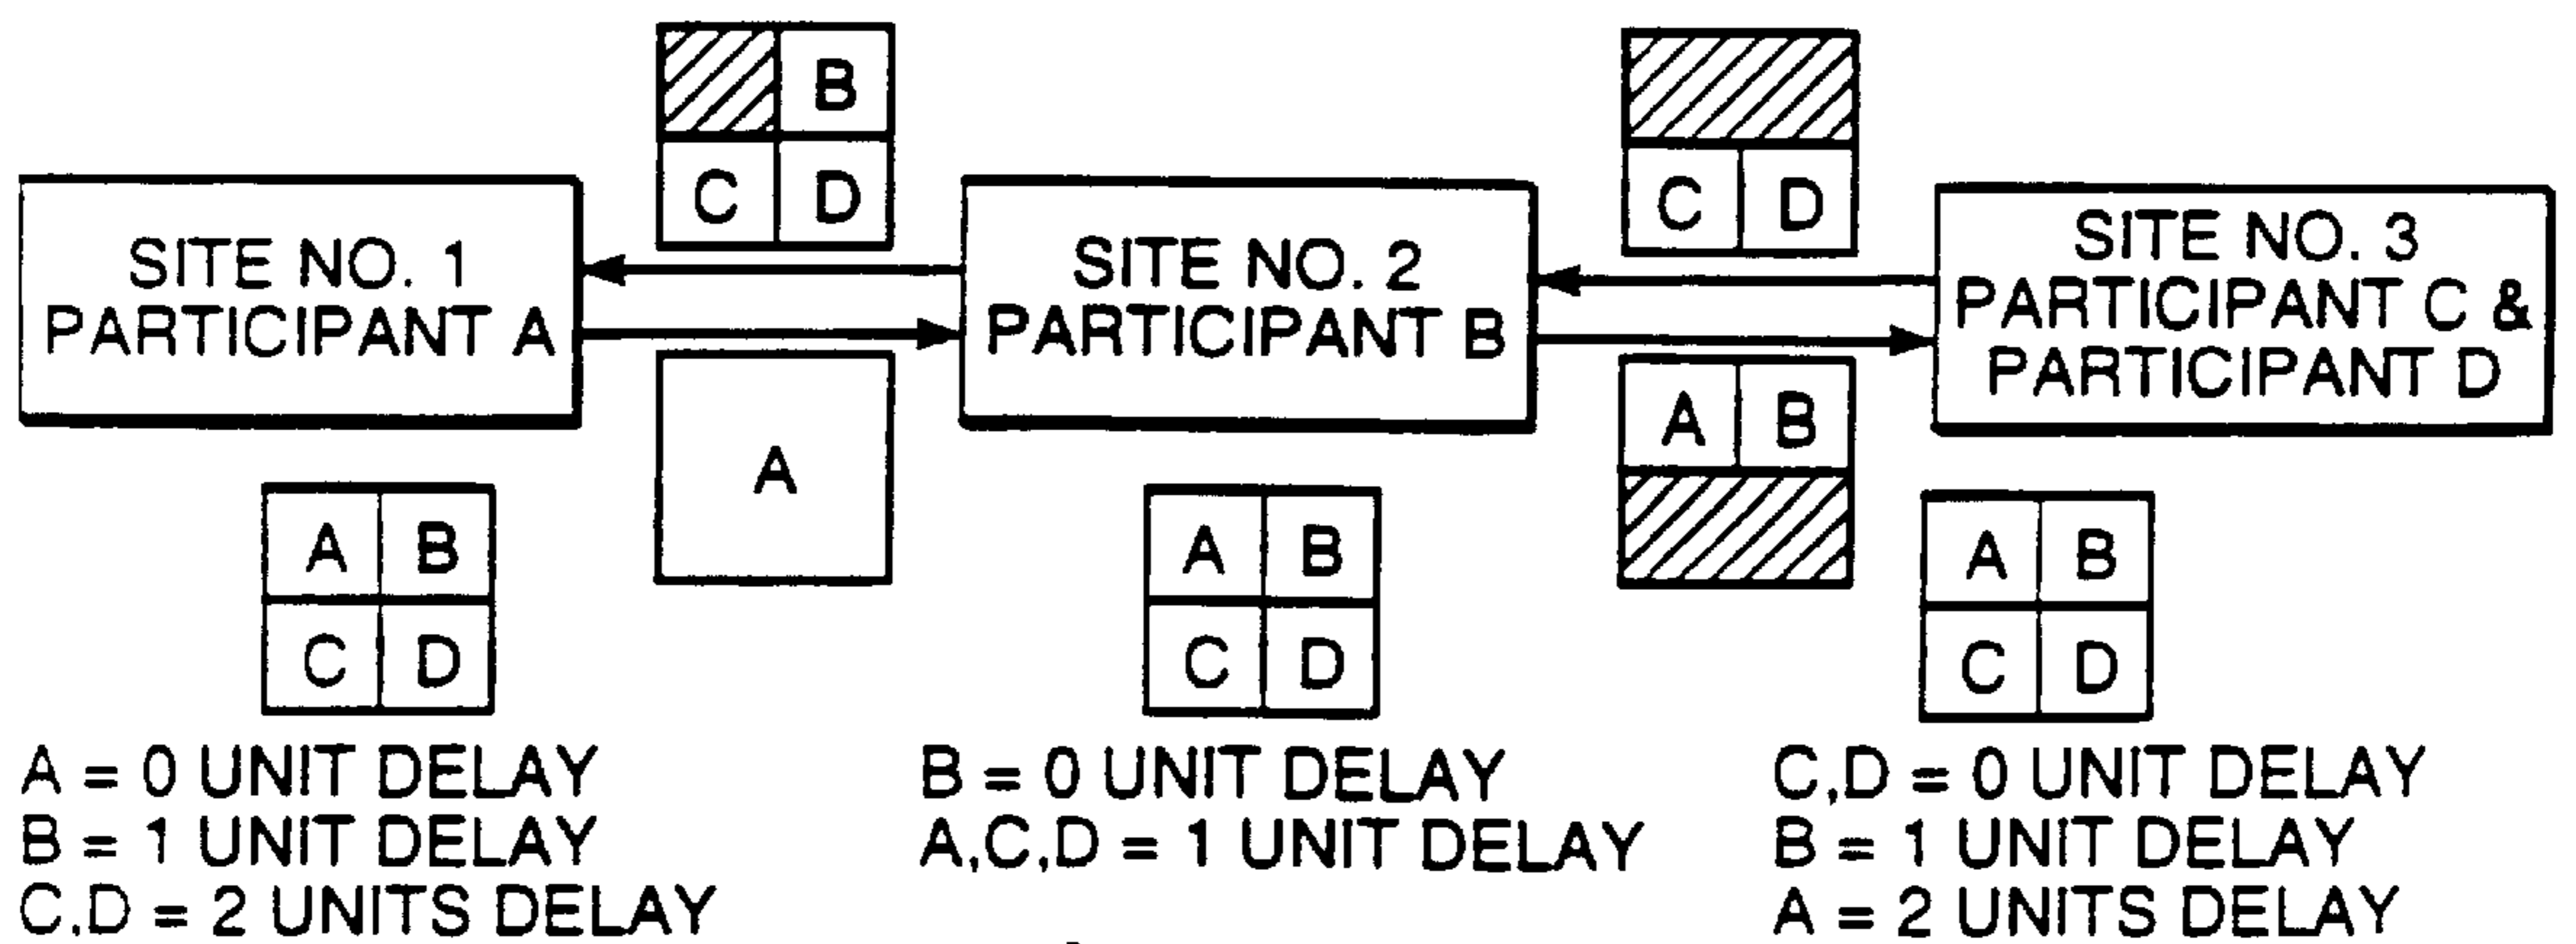 B
C D
C D
SITE NO. 1
PARTICIPANT A
SITE NO. 2
PARTICIPANT B
SITE NO. 3
PARTICIPANT C &
PARTICIPANT D
A
A B
A B
C D
A B
C D
A B
C D
A = 0 UNIT DELAY
B = 1 UNIT DELAY
C,D = 2 UNITS DELAY
B = 0 UNIT DELAY
A,C,D = 1 UNIT DELAY
C,D = 0 UNIT DELAY
B = 1 UNIT DELAY
A = 2 UNITS DELAY